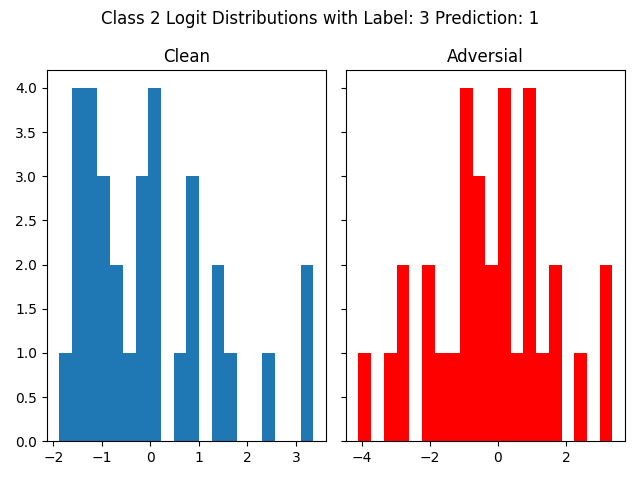 Class 2 Logit Distributions with Label: 3 Prediction: 1
Clean
Adversial
4.0
3.5
3.0
2.5
2.0
1.5
1.0
0.5
0.0
−2 −1 0 1 2 3
−4 −2 0 2